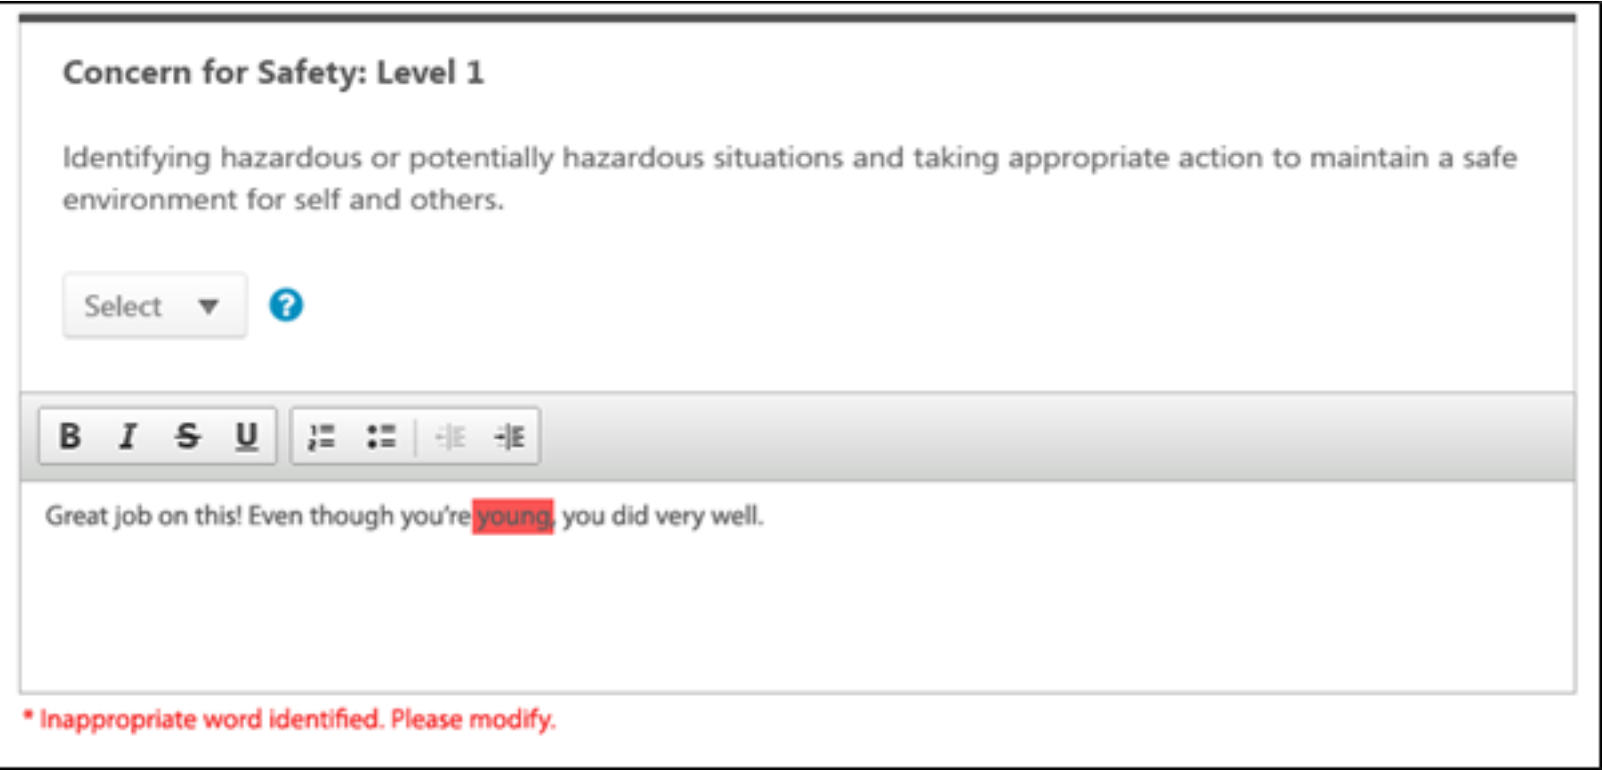 Concern for Safety: Level 1
Identifying hazardous or potentially hazardous situations and taking appropriate action to maintain a safe
environment for self and others.
Select
?
B I S U
Great job on this! Even though you're young, you did very well.
* Inappropriate word identified. Please modify.